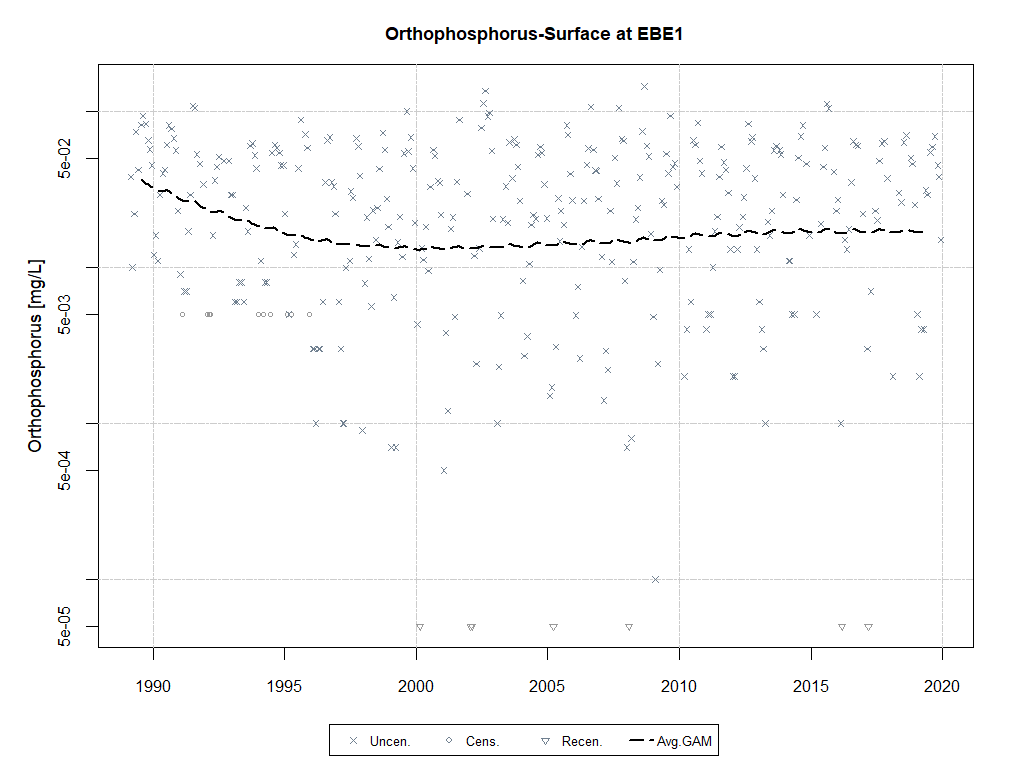 Orthophosphorus-Surface at EBE1
Orthophosphorus [mg/L]
5e-02
5e-03
5e-04
5e-05
1990 1995 2000 2005 2010 2015 2020
Uncen. Cens. Recen. Avg.GAM